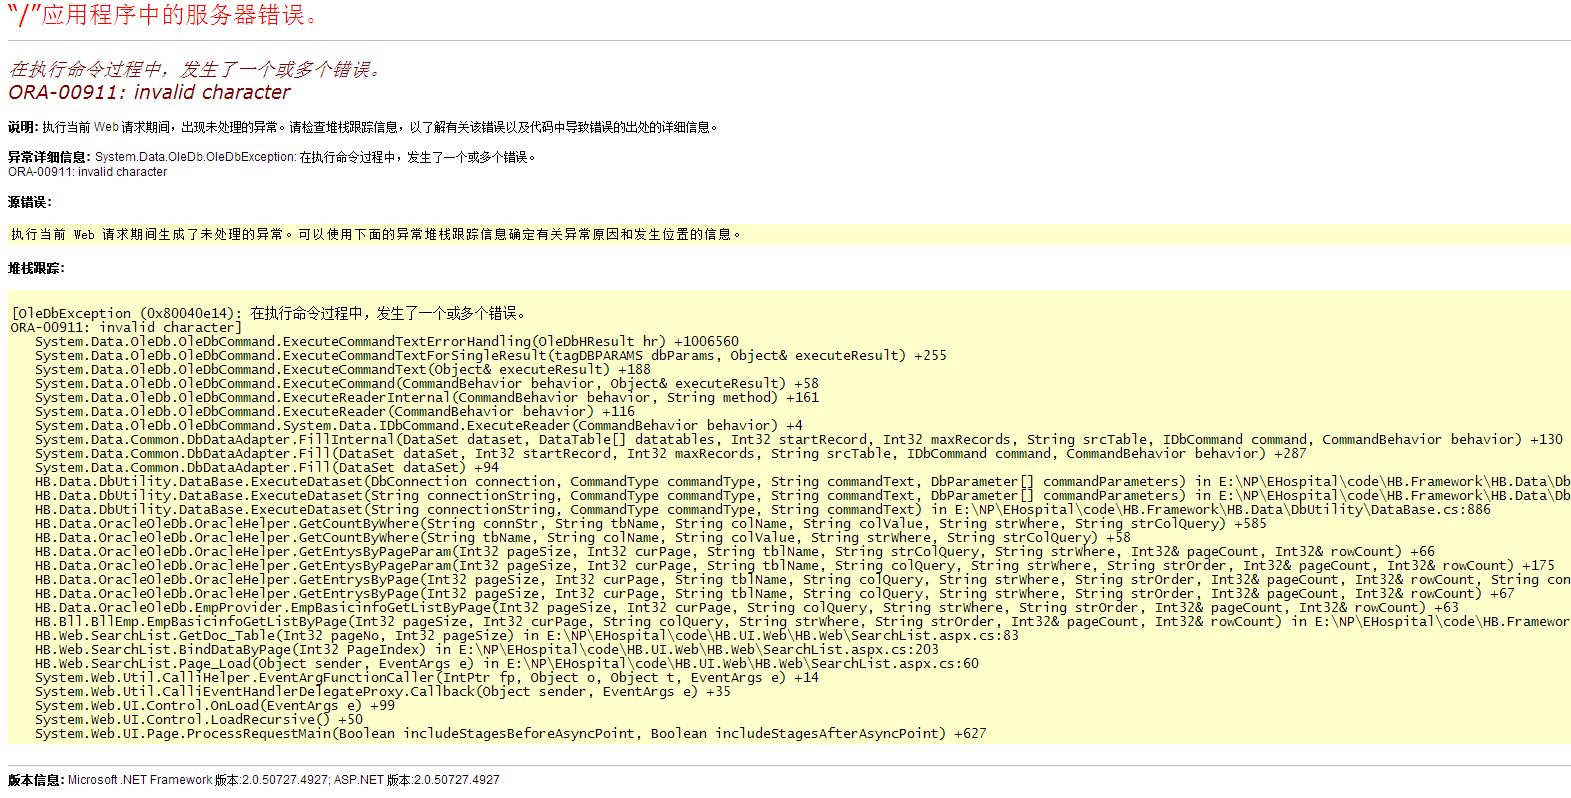 “/”应用程序中的服务器错误。
在执行命令过程中，发生了一个或多个错误。
ORA-00911: invalid character
说明: 执行当前 Web 请求期间，出现未处理的异常。请检查堆栈跟踪信息，以了解有关该错误以及代码中导致错误的出处的详细信息。
异常详细信息: System.Data.OleDb.OleDbException: 在执行命令过程中，发生了一个或多个错误。
ORA-00911: invalid character
源错误:
执行当前 Web 请求期间生成了未处理的异常。可以使用下面的异常堆栈跟踪信息确定有关异常原因和发生位置的信息。
堆栈跟踪:
[OleDbException (0x80040e14): 在执行命令过程中，发生了一个或多个错误。
ORA-00911: invalid character]
System.Data.OleDb.OleDbCommand.ExecuteCommandTextErrorHandling(OleDbHResult hr) +1006560
System.Data.OleDb.OleDbCommand.ExecuteCommandTextForSingleResult(tagDBPARAMS dbParams, Object& executeResult) +255
System.Data.OleDb.OleDbCommand.ExecuteCommandText(Object& executeResult) +188
System.Data.OleDb.OleDbCommand.ExecuteCommand(CommandBehavior behavior, Object& executeResult) +58
System.Data.OleDb.OleDbCommand.ExecuteReaderInternal(CommandBehavior behavior, String method) +161
System.Data.OleDb.OleDbCommand.ExecuteReader(CommandBehavior behavior) +116
System.Data.OleDb.OleDbCommand.System.Data.IDbCommand.ExecuteReader(CommandBehavior behavior) +4
System.Data.Common.DbDataAdapter.FillInternal(DataSet dataset, DataTable[] datatables, Int32 startRecord, Int32 maxRecords, String srcTable, IDbCommand command, CommandBehavior behavior) +130
System.Data.Common.DbDataAdapter.Fill(DataSet dataSet, Int32 startRecord, Int32 maxRecords, String srcTable, IDbCommand command, CommandBehavior behavior) +287
System.Data.Common.DbDataAdapter.Fill(DataSet dataSet) +94
HB.Data.DbUtility.DataBase.ExecuteDataset(DbConnection connection, CommandType commandType, String commandText, DbParameter[] commandParameters) in E:\NP\EHospital\code\HB.Framework\HB.Data\Db
HB.Data.DbUtility.DataBase.ExecuteDataset(String connectionString, CommandType commandType, String commandText, DbParameter[] commandParameters) in E:\NP\EHospital\code\HB.Framework\HB.Data\Db
HB.Data.DbUtility.DataBase.ExecuteDataset(String connectionString, CommandType commandType, String commandText) in E:\NP\EHospital\code\HB.Framework\HB.Data\DbUtility\DataBase.cs:886
HB.Data.OracleOleDb.OracleHelper.GetCountByWhere(String connStr, String tbName, String colName, String colValue, String strWhere, String strColQuery) +585
HB.Data.OracleOleDb.OracleHelper.GetCountByWhere(String tbName, String colName, String colValue, String strWhere, String strColQuery) +58
HB.Data.OracleOleDb.OracleHelper.GetEntysByPageParam(Int32 pageSize, Int32 curPage, String tblName, String strColQuery, String strWhere, Int32& pageCount, Int32& rowCount) +66
HB.Data.OracleOleDb.OracleHelper.GetEntysByPageParam(Int32 pageSize, Int32 curPage, String tblName, String colQuery, String strWhere, String strOrder, Int32& pageCount, Int32& rowCount) +175
HB.Data.OracleOleDb.OracleHelper.GetEntrysByPage(Int32 pageSize, Int32 curPage, String tblName, String colQuery, String strWhere, String strOrder, Int32& pageCount, Int32& rowCount, String con
HB.Data.OracleOleDb.OracleHelper.GetEntrysByPage(Int32 pageSize, Int32 curPage, String tblName, String colQuery, String strWhere, String strOrder, Int32& pageCount, Int32& rowCount) +67
HB.Data.OracleOleDb.EmpProvider.EmpBasicinfoGetListByPage(Int32 pageSize, Int32 curPage, String colQuery, String strWhere, String strOrder, Int32& pageCount, Int32& rowCount) +63
HB.Bll.BllEmp.EmpBasicinfoGetListByPage(Int32 pageSize, Int32 curPage, String colQuery, String strWhere, String strOrder, Int32& pageCount, Int32& rowCount) in E:\NP\EHospital\code\HB.Framewor
HB.Web.SearchList.GetDoc_Table(Int32 pageNo, Int32 pageSize) in E:\NP\EHospital\code\HB.UI.Web\HB.Web\SearchList.aspx.cs:83
HB.Web.SearchList.BindDataByPage(Int32 PageIndex) in E:\NP\EHospital\code\HB.UI.Web\HB.Web\SearchList.aspx.cs:203
HB.Web.SearchList.Page_Load(Object sender, EventArgs e) in E:\NP\EHospital\code\HB.UI.Web\HB.Web\SearchList.aspx.cs:60
System.Web.Util.CalliHelper.EventArgFunctionCaller(IntPtr fp, Object o, Object t, EventArgs e) +14
System.Web.Util.CalliEventHandlerDelegateProxy.Callback(Object sender, EventArgs e) +35
System.Web.UI.Control.OnLoad(EventArgs e) +99
System.Web.UI.Control.LoadRecursive() +50
System.Web.UI.Page.ProcessRequestMain(Boolean includeStagesBeforeAsyncPoint, Boolean includeStagesAfterAsyncPoint) +627
版本信息: Microsoft .NET Framework 版本:2.0.50727.4927; ASP.NET 版本:2.0.50727.4927